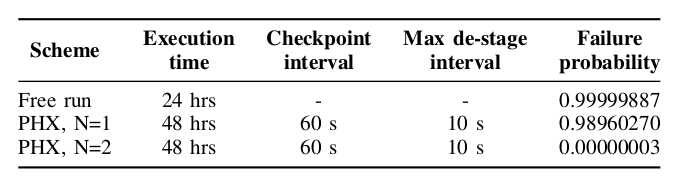 Scheme Execution time Checkpoint interval Max de-stage interval Failure probability
Free run 24 hrs - - 0.99999887
PHX, N=1 48 hrs 60 s 10 s 0.98960270
PHX, N=2 48 hrs 60 s 10 s 0.00000003